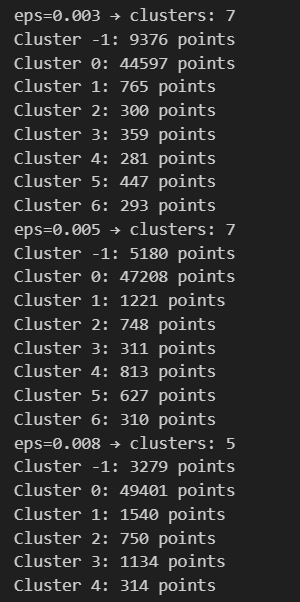 eps=0.003 → clusters: 7
Cluster -1: 9376 points
Cluster 0: 44597 points
Cluster 1: 765 points
Cluster 2: 300 points
Cluster 3: 359 points
Cluster 4: 281 points
Cluster 5: 447 points
Cluster 6: 293 points
eps=0.005 → clusters: 7
Cluster -1: 5180 points
Cluster 0: 47208 points
Cluster 1: 1221 points
Cluster 2: 748 points
Cluster 3: 311 points
Cluster 4: 813 points
Cluster 5: 627 points
Cluster 6: 310 points
eps=0.008 → clusters: 5
Cluster -1: 3279 points
Cluster 0: 49401 points
Cluster 1: 1540 points
Cluster 2: 750 points
Cluster 3: 1134 points
Cluster 4: 314 points